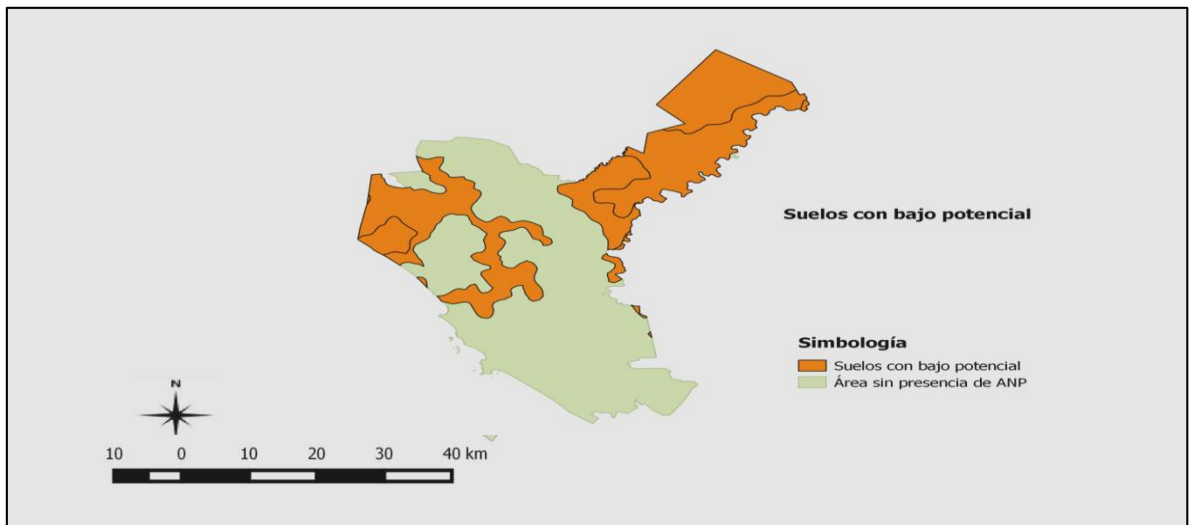 Suelos con bajo potencial
Simbología
Suelos con bajo potencial
Área sin presencia de ANP
N
10 0 10 20 30 40 km